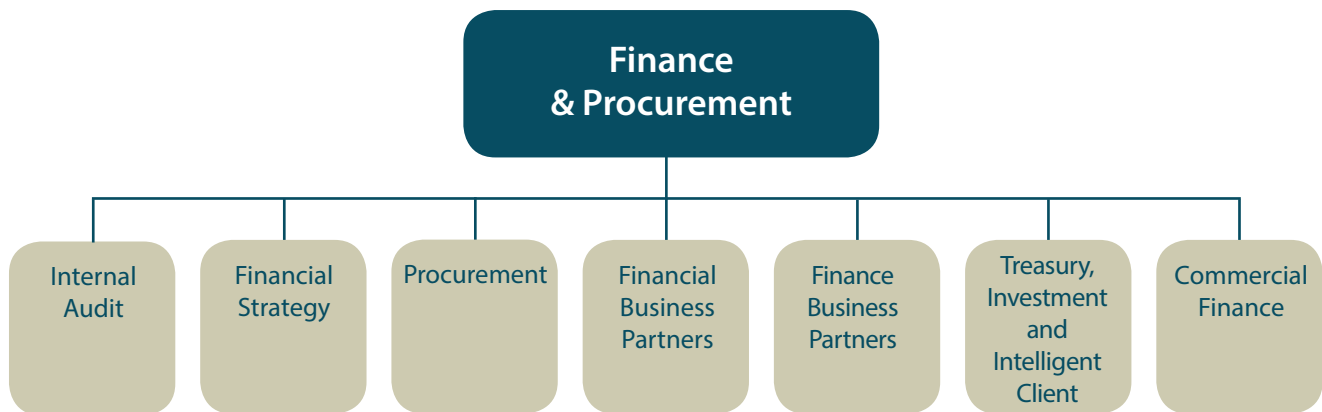 Finance
& Procurement
Internal
Audit
Financial
Strategy
Procurement
Financial
Business
Partners
Finance
Business
Partners
Treasury,
Investment
and
Intelligent
Client
Commercial
Finance